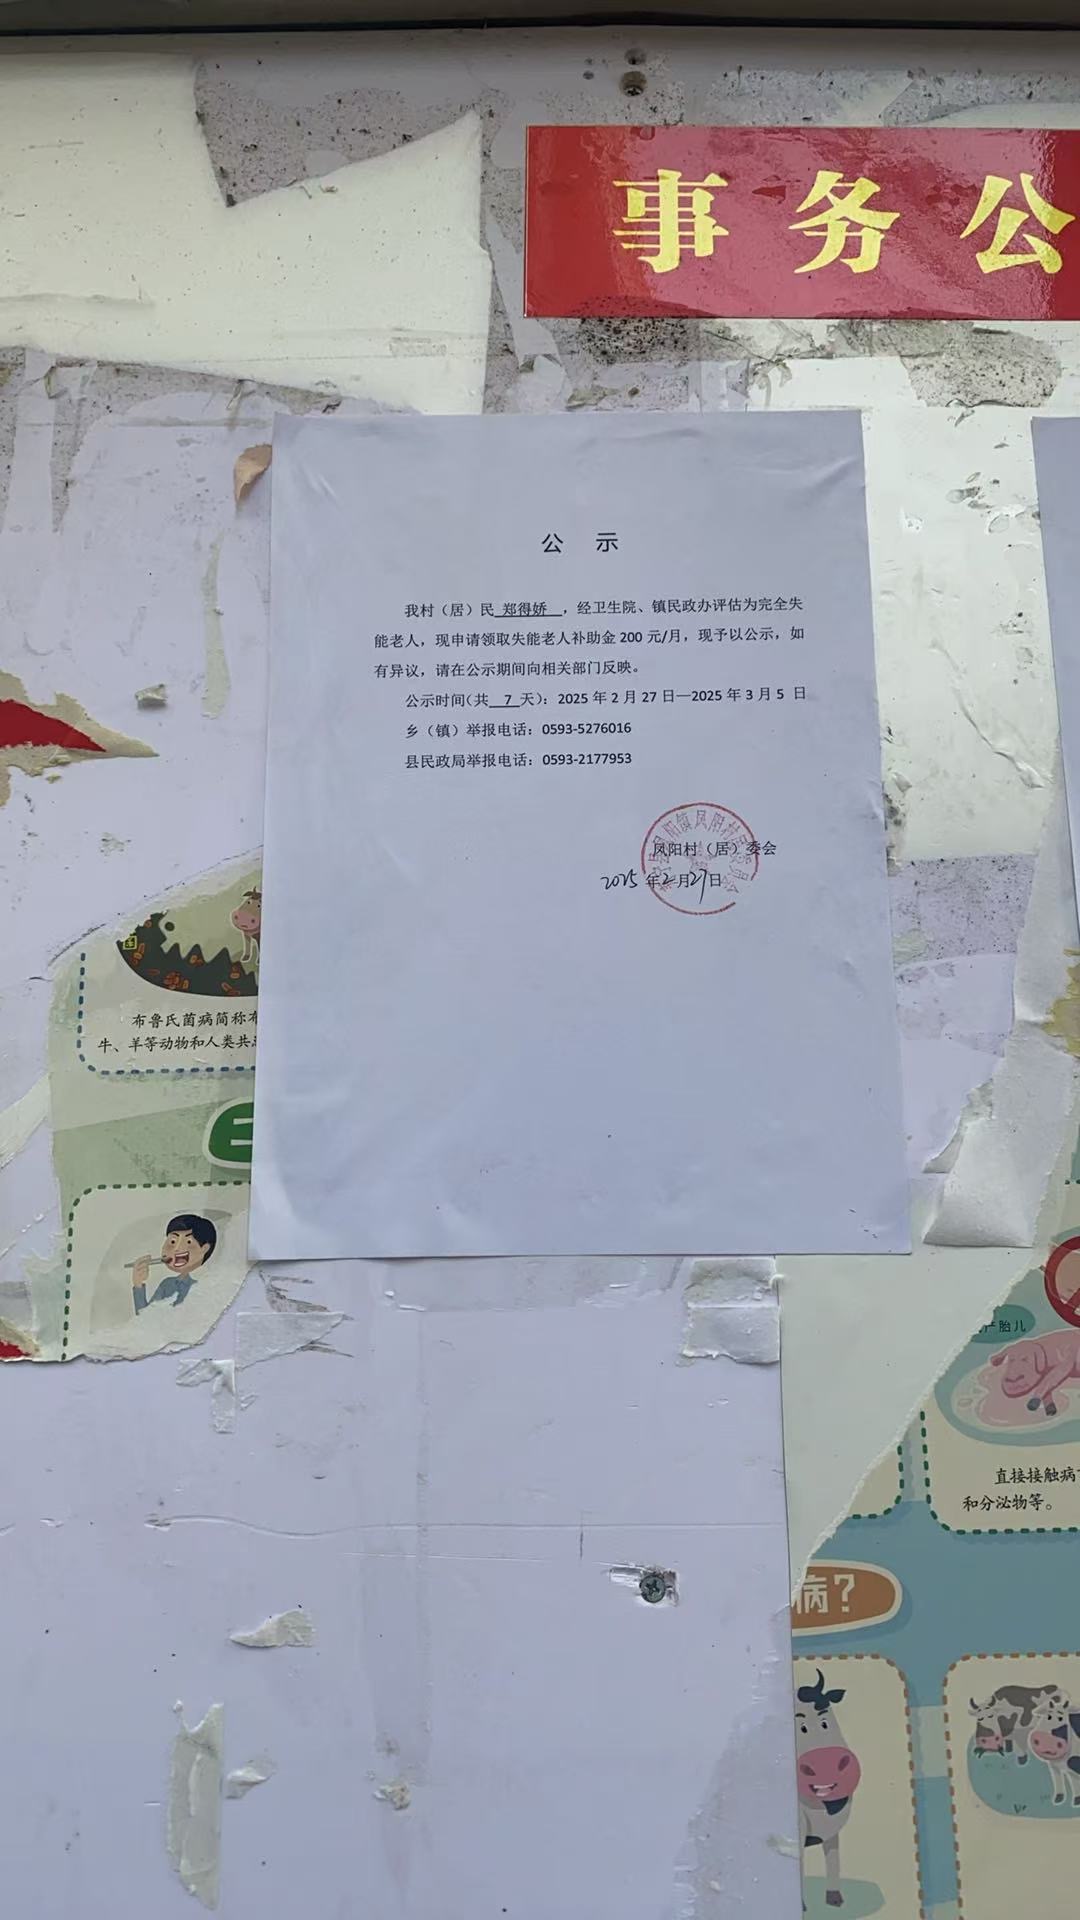 事务公
公 示
我村（居）民 郑得娇 ，经卫生院、镇民政办评估为完全失
能老人，现申请领取失能老人补助金 200 元/月，现予以公示，如
有异议，请在公示期间向相关部门反映。
公示时间（共 7 天）：2025 年 2 月 27 日—2025 年 3 月 5 日
乡（镇）举报电话：0593-5276016
县民政局举报电话：0593-2177953
凤阳村（居）委会
2025 年 2 月 27 日
布鲁氏菌病简称布
牛、羊等动物和人类共
二
产胎儿
直接接触病
和分泌物等。
病？